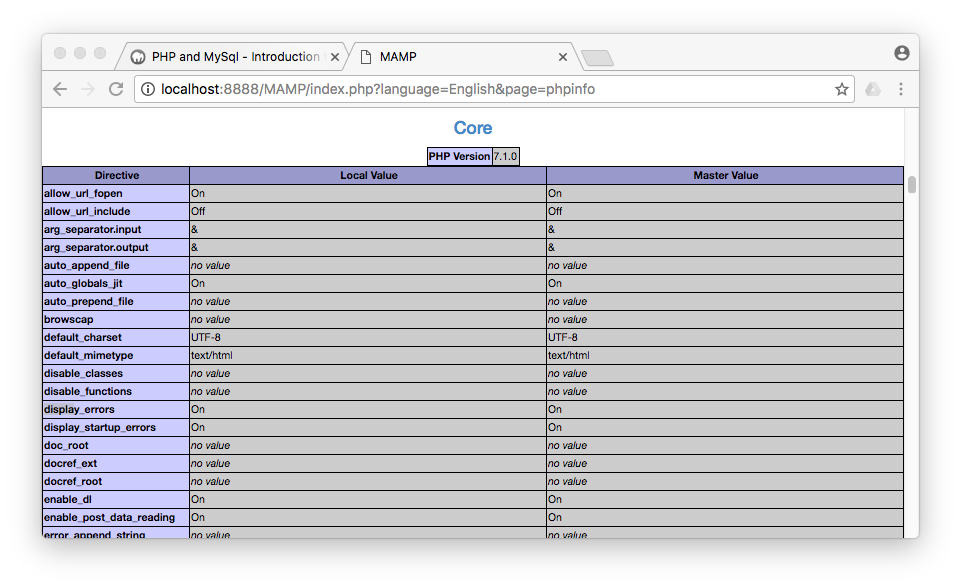 PHP and MySql - Introduction
MAMP
localhost:8888/MAMP/index.php?language=English&page=phpinfo
Core
PHP Version 7.1.0
Directive Local Value Master Value
allow_url_fopen On On
allow_url_include Off Off
arg_separator.input & &
arg_separator.output & &
auto_append_file no value no value
auto_globals_jit On On
auto_prepend_file no value no value
browscap no value no value
default_charset UTF-8 UTF-8
default_mimetype text/html text/html
disable_classes no value no value
disable_functions no value no value
display_errors On On
display_startup_errors On On
doc_root no value no value
docref_ext no value no value
docref_root no value no value
enable_dl On On
enable_post_data_reading On On
error_append_string no value no value